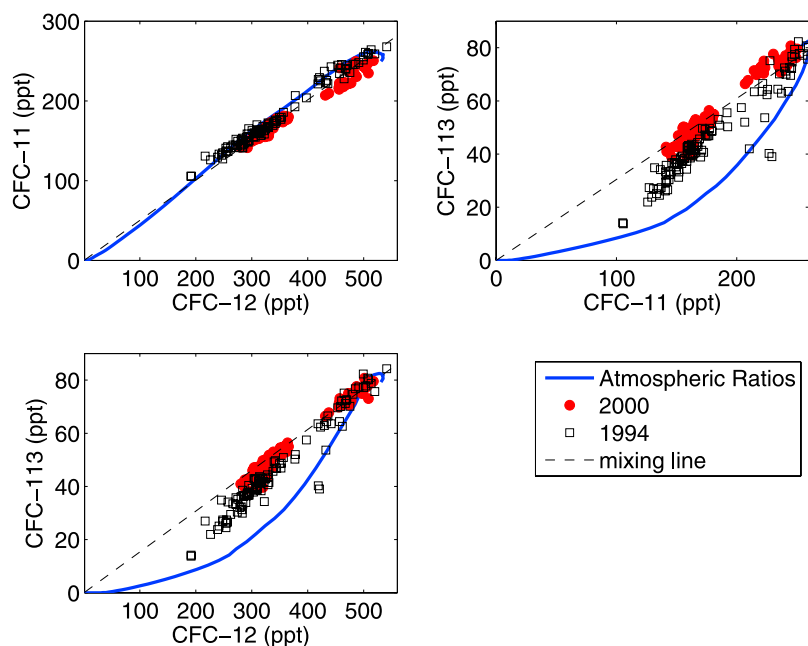 300
200
100
0
CFC−11 (ppt)
100 200 300 400 500
CFC−12 (ppt)
80
60
40
20
0
CFC−113 (ppt)
0 100 200
CFC−11 (ppt)
80
60
40
20
0
CFC−113 (ppt)
100 200 300 400 500
CFC−12 (ppt)
Atmospheric Ratios
2000
1994
mixing line